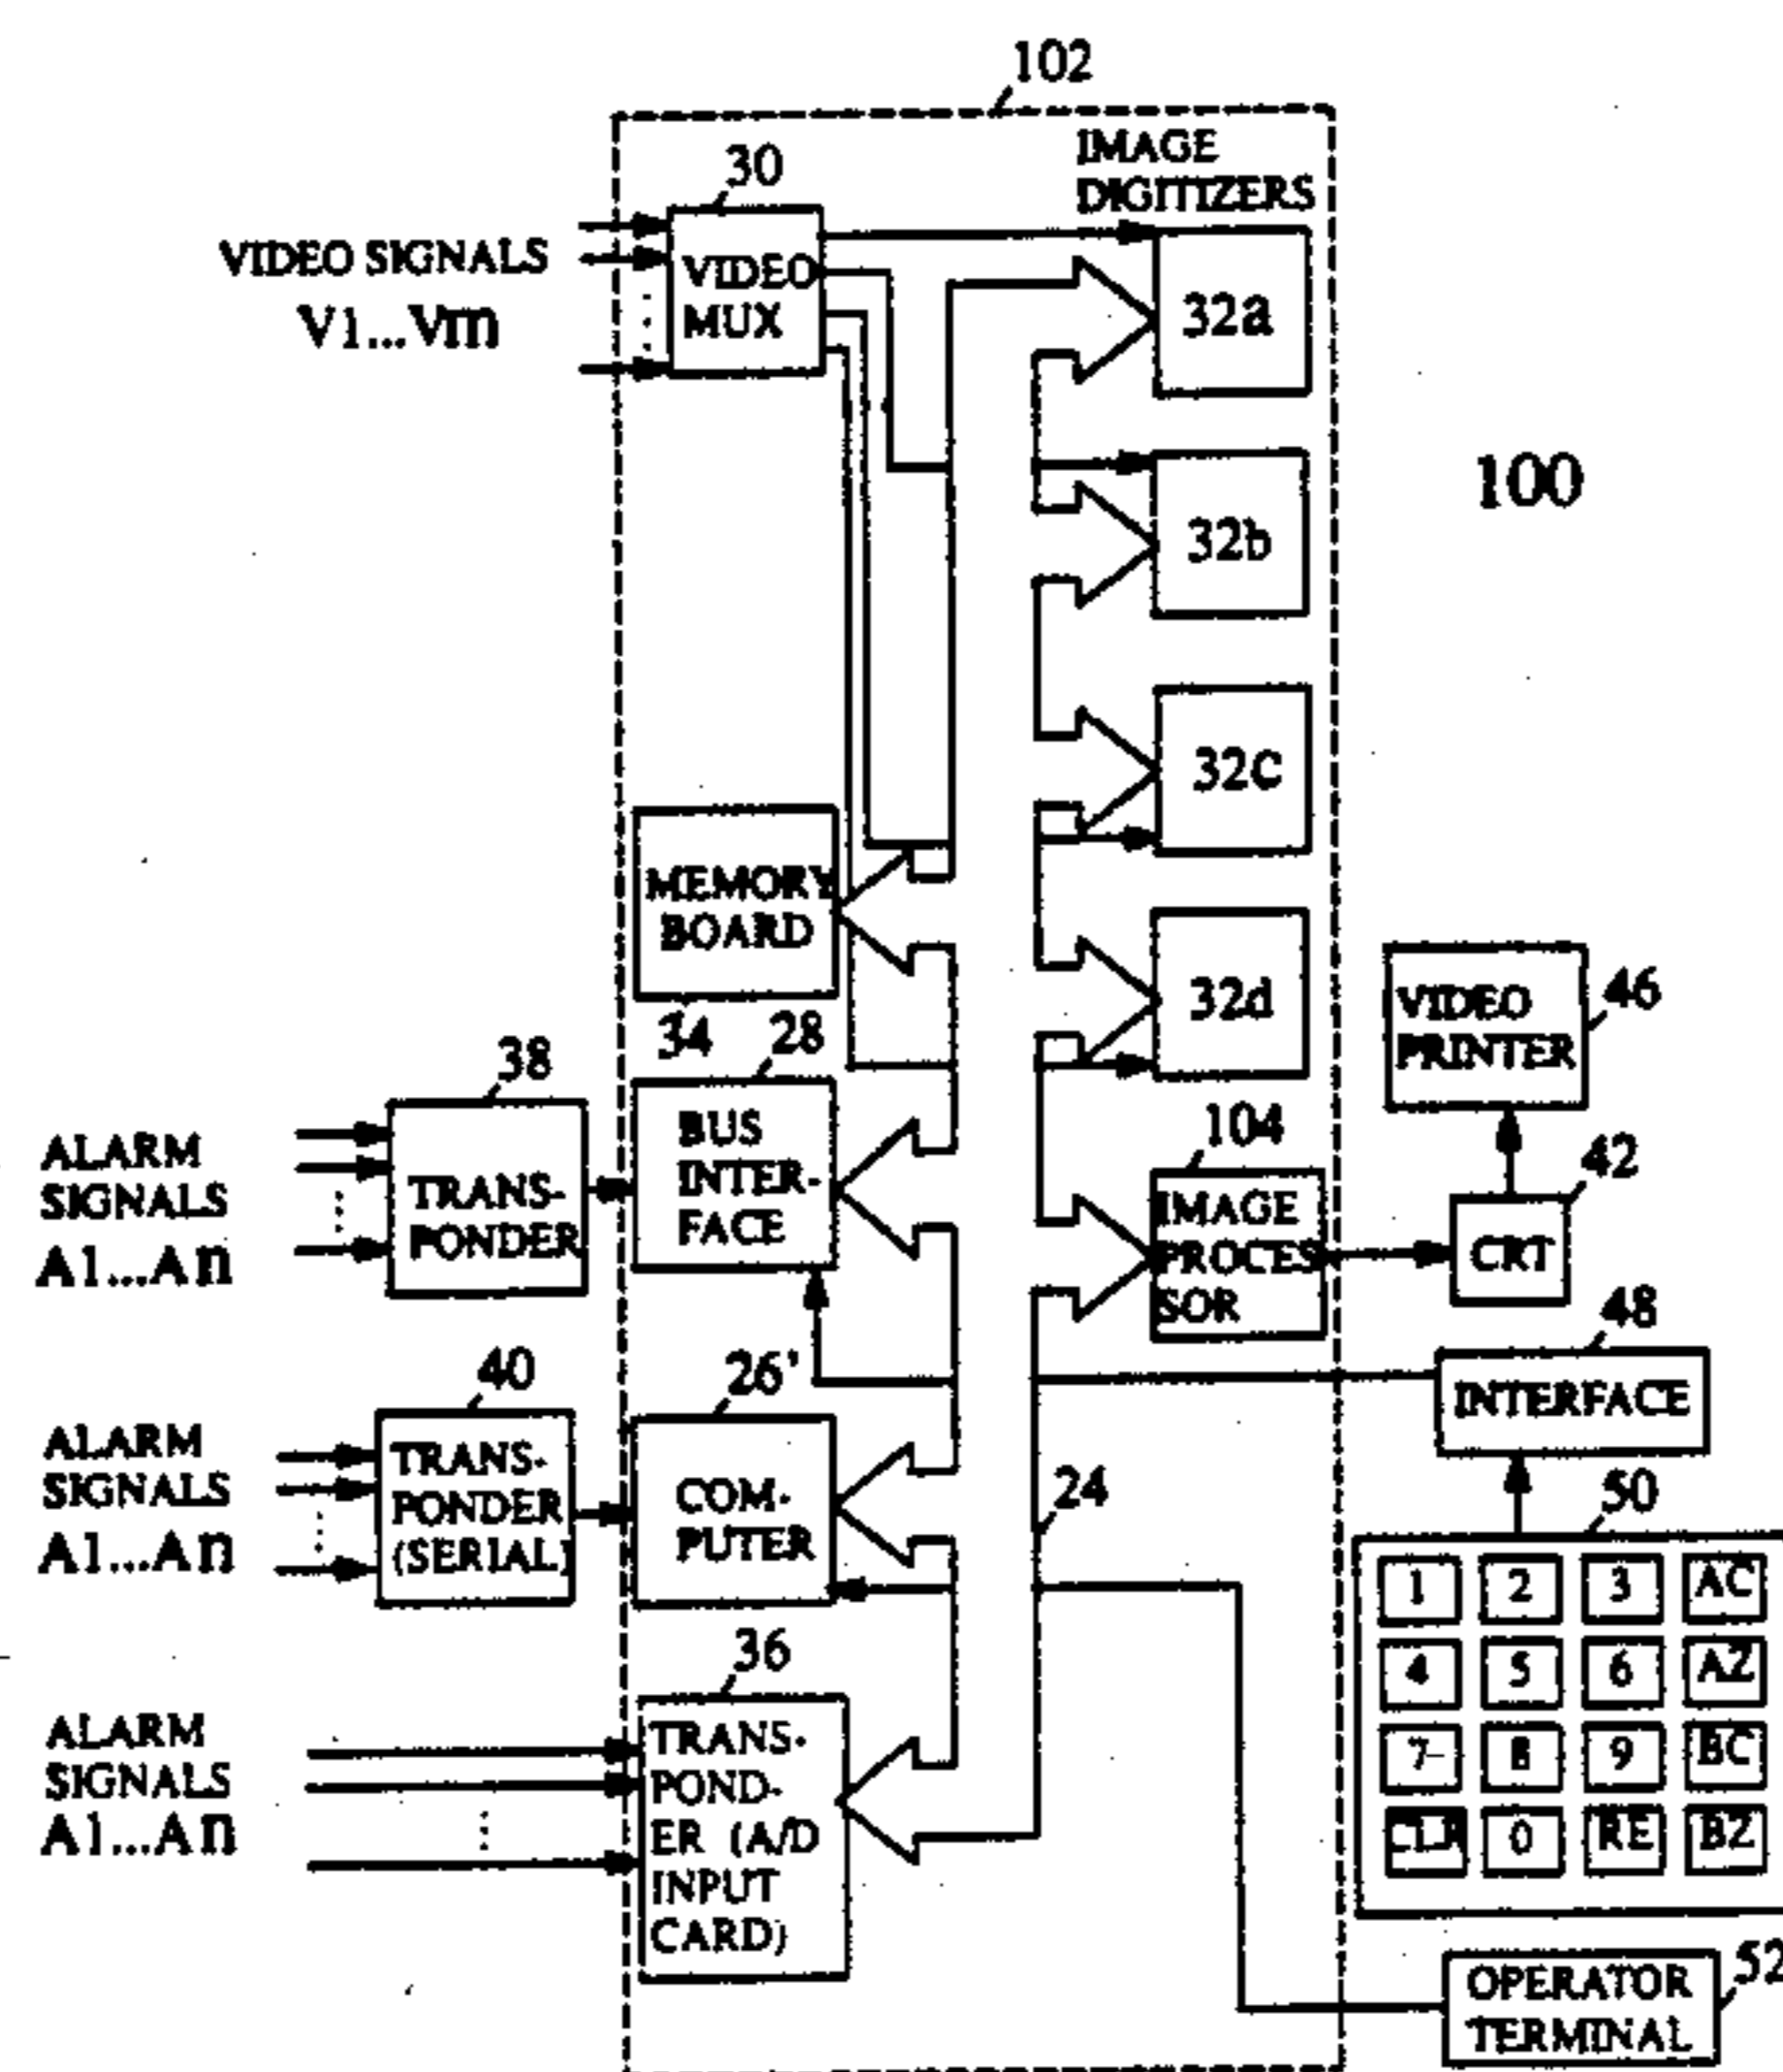 102
IMAGE
DIGITIZERS
30
VIDEO SIGNALS
V1...Vm
VIDEO
MUX
32a
100
32b
32c
MEMORY
BOARD
34
32d
VIDEO
PRINTER
46
28
38
ALARM
SIGNALS
A1...An
TRANS-
PONDER
BUS
INTER-
FACE
104
IMAGE
PROCES
SOR
42
CRT
48
INTERFACE
40
26'
ALARM
SIGNALS
A1...An
TRANS-
PONDER
(SERIAL)
COM-
PUTER
24
50
1 2 3 AC
4 5 6 AZ
7 8 9 BC
CLR 0 RE BZ
36
ALARM
SIGNALS
A1...An
TRANS-
POND-
ER (A/D
INPUT
CARD)
52
OPERATOR
TERMINAL